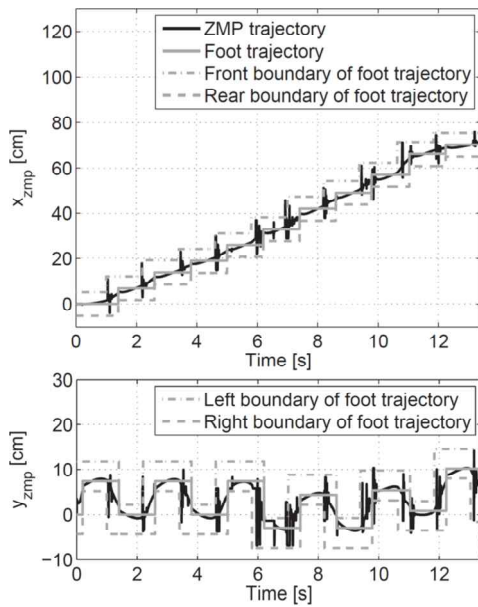 120
100
80
60
40
20
0
x_zmp [cm]
ZMP trajectory
Foot trajectory
Front boundary of foot trajectory
Rear boundary of foot trajectory
0 2 4 6 8 10 12
Time [s]
30
20
10
0
−10
y_zmp [cm]
Left boundary of foot trajectory
Right boundary of foot trajectory
0 2 4 6 8 10 12
Time [s]